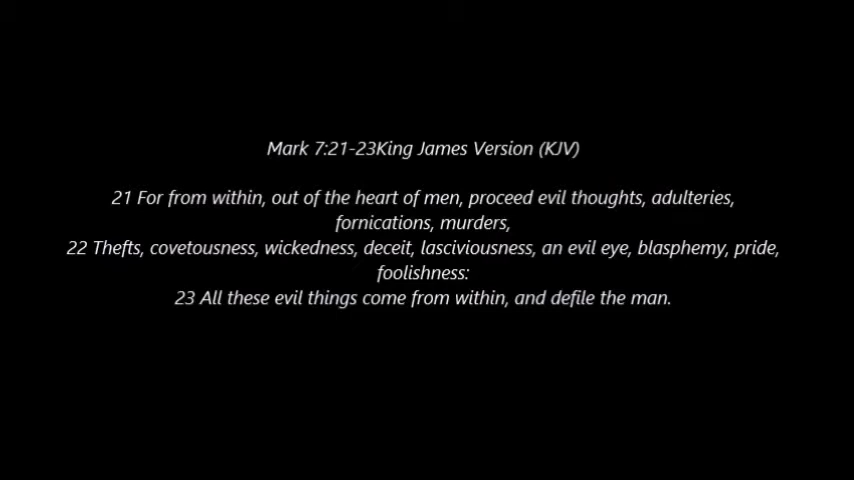 Mark 7:21-23King James Version (KJV)
21 For from within, out of the heart of men, proceed evil thoughts, adulteries,
fornications, murders,
22 Thefts, covetousness, wickedness, deceit, lasciviousness, an evil eye, blasphemy, pride,
foolishness:
23 All these evil things come from within, and defile the man.